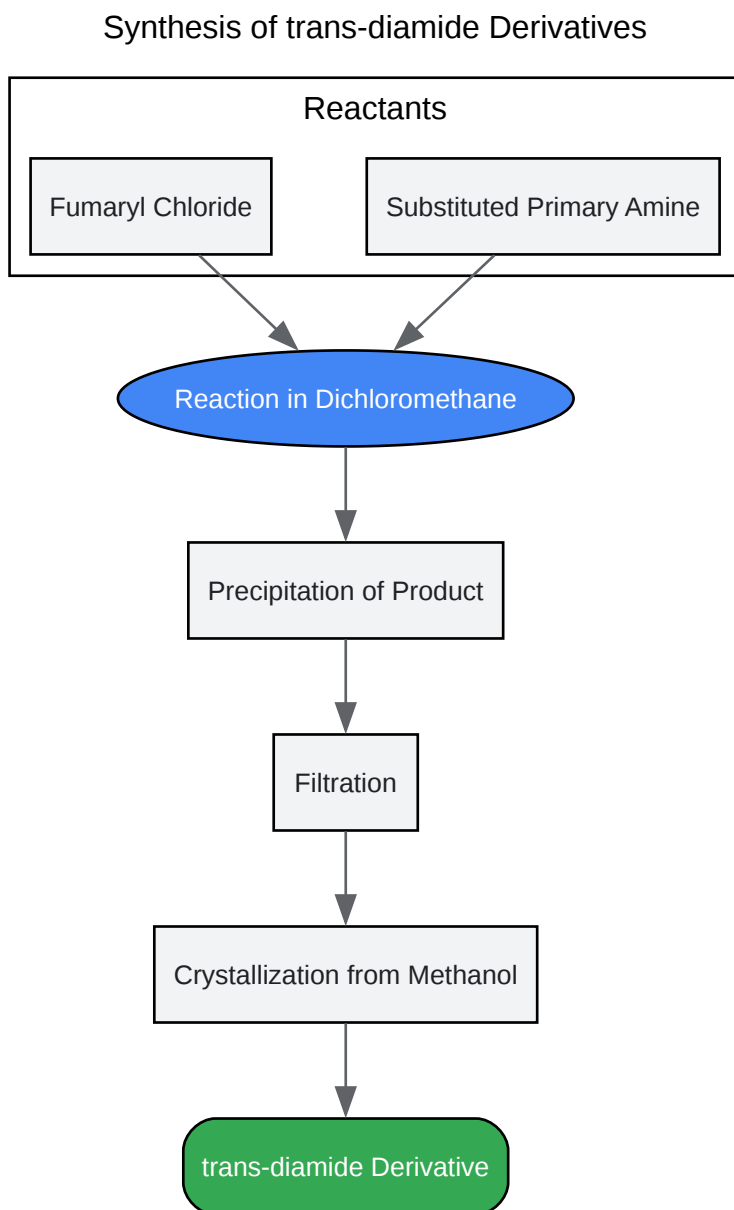 Synthesis of trans-diamide Derivatives
Reactants
Fumaryl Chloride
Substituted Primary Amine
Reaction in Dichloromethane
Precipitation of Product
Filtration
Crystallization from Methanol
trans-diamide Derivative